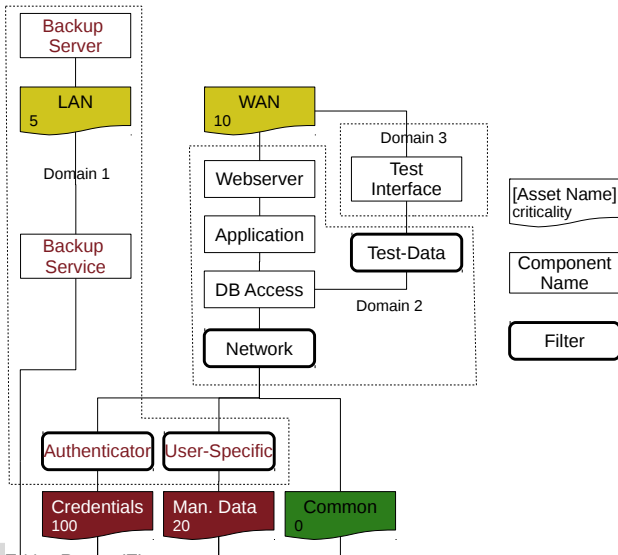 Backup
Server
LAN
5
WAN
10
Domain 3
Domain 1
Webserver
Test
Interface
[Asset Name]
criticality
Application
Backup
Service
Test-Data
Component
Name
DB Access
Domain 2
Network
Filter
Authenticator
User-Specific
Credentials
100
Man. Data
20
Common
0